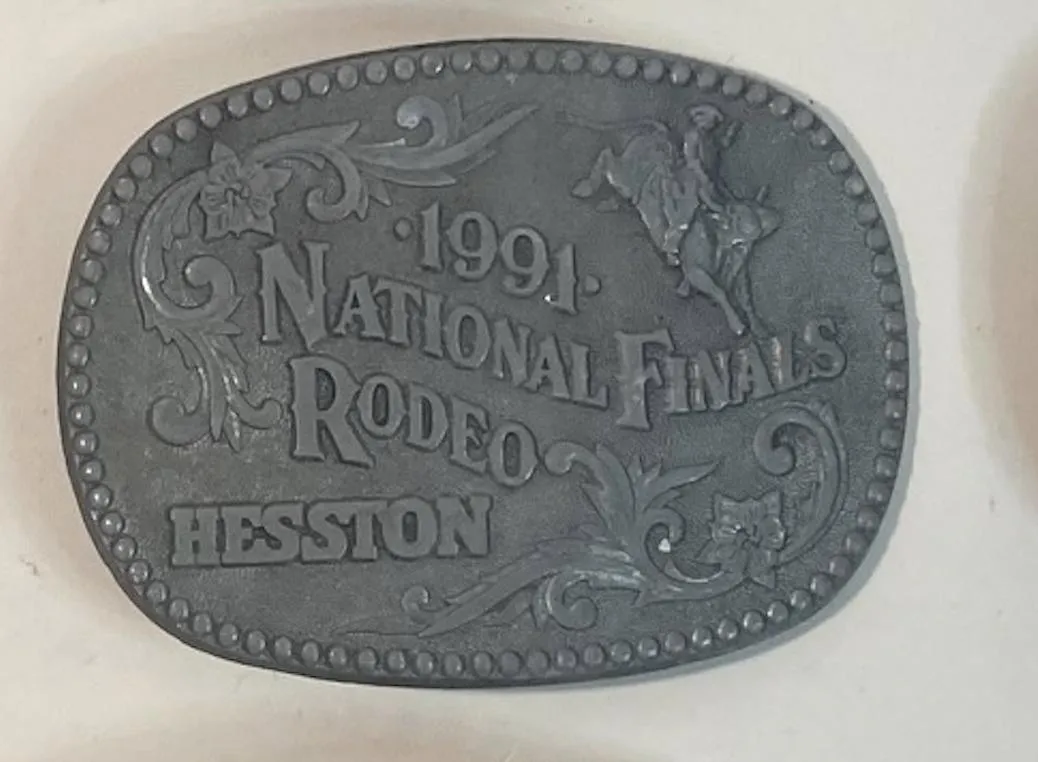 ·1991·
NATIONAL FINALS
RODEO
HESSTON